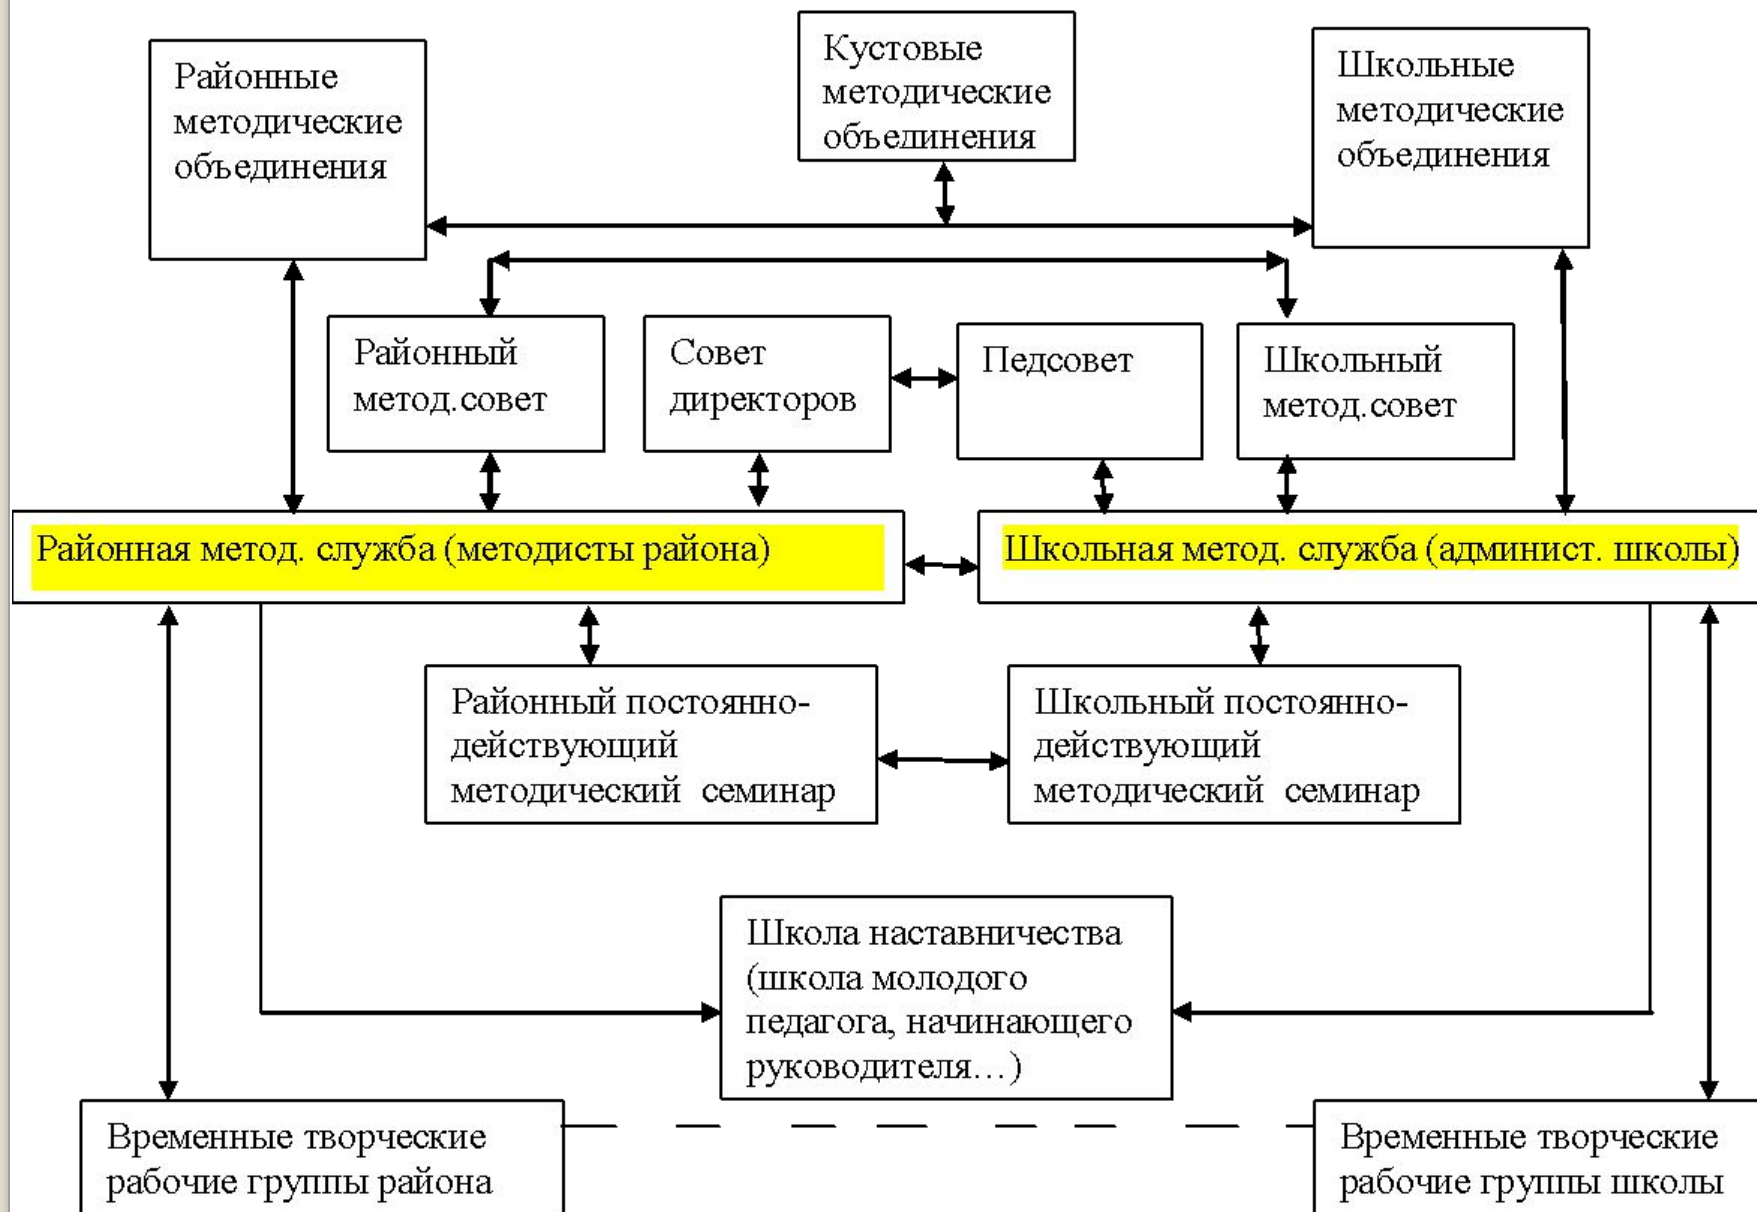 Районные
методические
объединения
Кустовые
методические
объединения
Школьные
методические
объединения
Районный
метод.совет
Совет
директоров
Педсовет
Школьный
метод.совет
Районная метод. служба (методисты района)
Школьная метод. служба (админист. школы)
Районный постоянно-
действующий
методический семинар
Школьный постоянно-
действующий
методический семинар
Школа наставничества
(школа молодого
педагога, начинающего
руководителя…)
Временные творческие
рабочие группы района
Временные творческие
рабочие группы школы